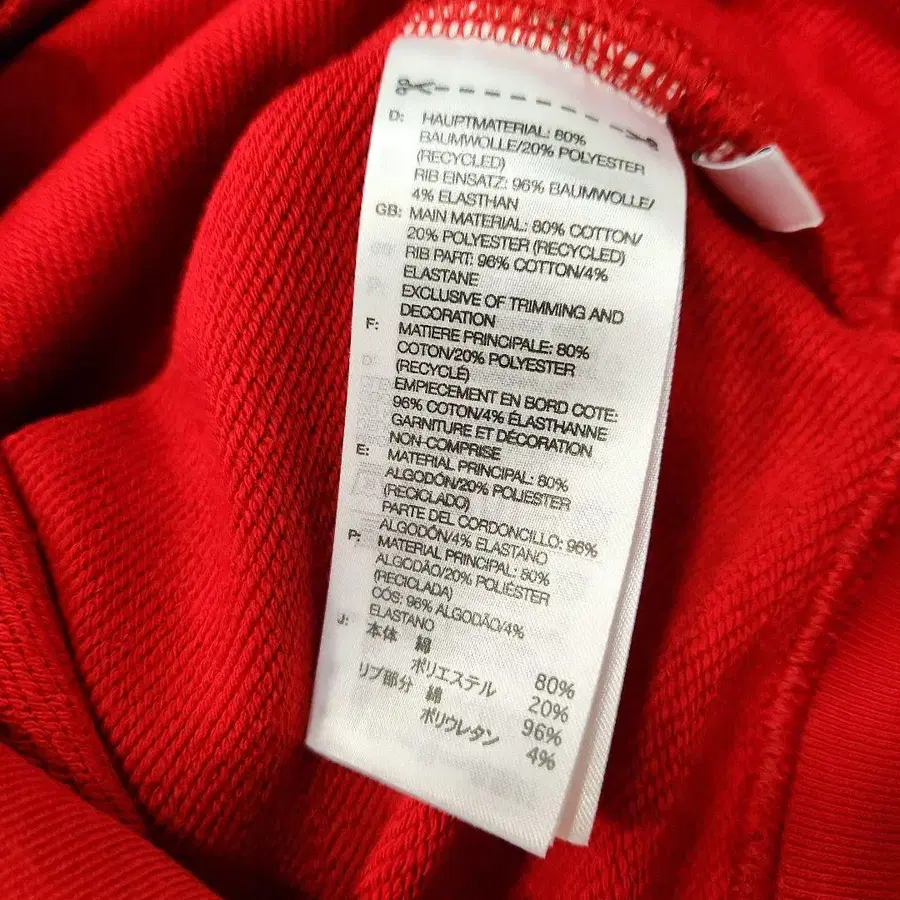 D: HAUPTMATERIAL: 80%
BAUMWOLLE/20% POLYESTER
(RECYCLED)
RIB EINSATZ: 96% BAUMWOLLE/
4% ELASTHAN
GB: MAIN MATERIAL: 80% COTTON/
20% POLYESTER (RECYCLED)
RIB PART: 96% COTTON/4%
ELASTANE
EXCLUSIVE OF TRIMMING AND
DECORATION
F: MATIERE PRINCIPALE: 80%
COTON/20% POLYESTER
(RECYCLÉ)
EMPIECEMENT EN BORD COTE:
96% COTON/4% ÉLASTHANNE
GARNITURE ET DÉCORATION
NON-COMPRISE
E: MATERIAL PRINCIPAL: 80%
ALGODÓN/20% POLIESTER
(RECICLADO)
PARTE DEL CORDONCILLO: 96%
ALGODÓN/4% ELASTANO
P: MATERIAL PRINCIPAL: 80%
ALGODÃO/20% POLIÉSTER
(RECICLADA)
CÓS: 96% ALGODÃO/4%
ELASTANO
J: 本体 綿 80%
ポリエステル 20%
リブ部分 綿 96%
ポリウレタン 4%